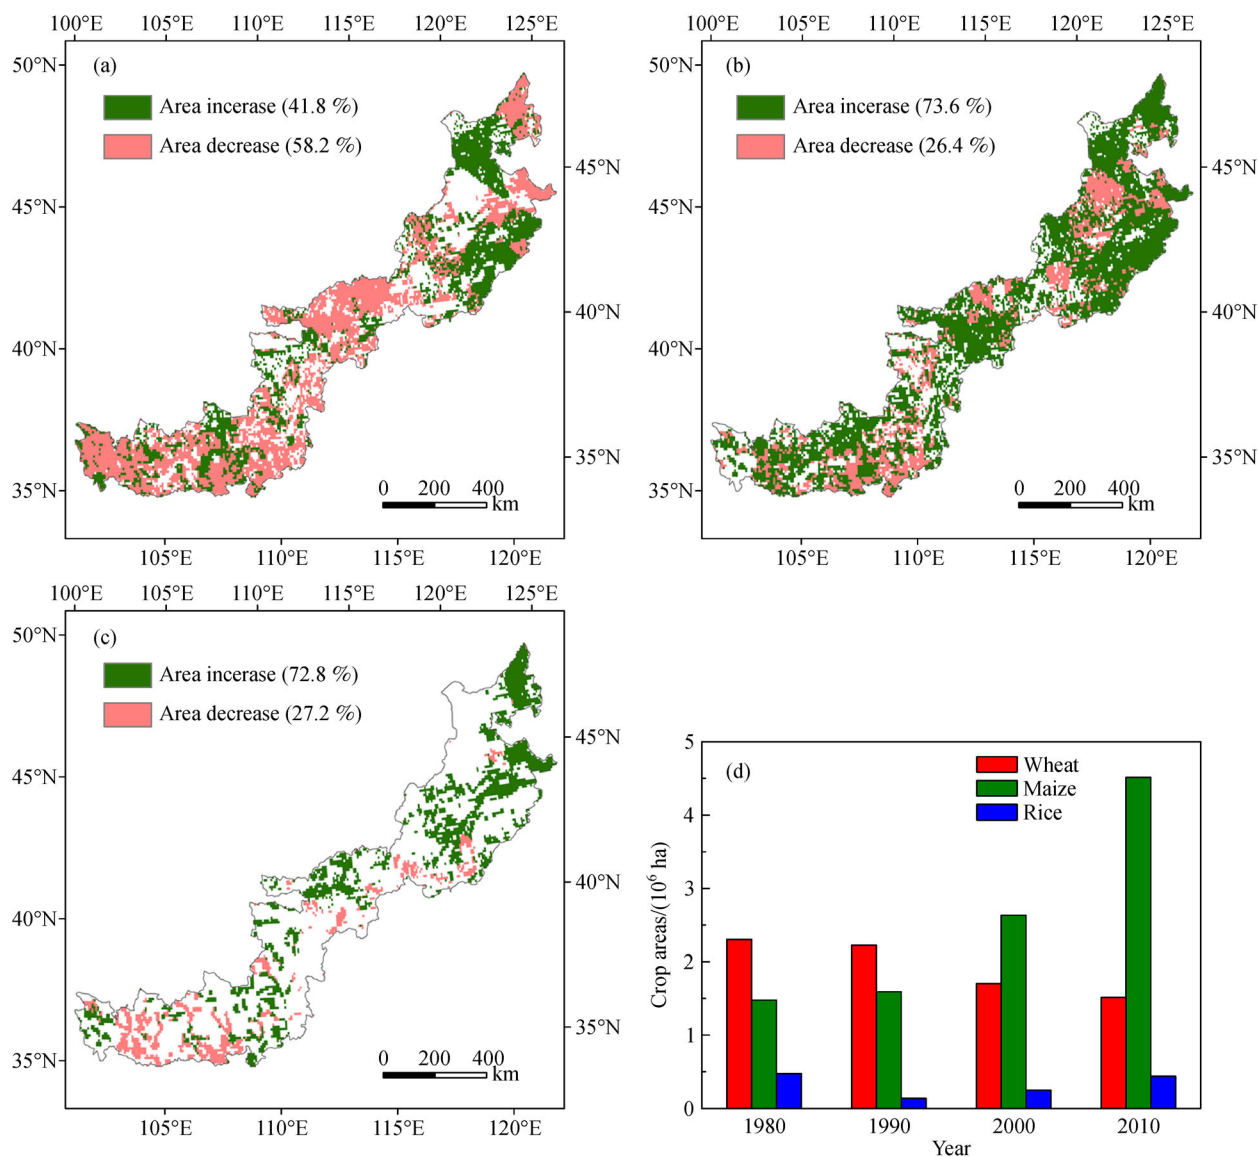 100°E 105°E 110°E 115°E 120°E 125°E
50°N
(a)
Area incerase (41.8 %)
Area decrease (58.2 %)
45°N
45°N
40°N
40°N
35°N
35°N
0 200 400
km
105°E 110°E 115°E 120°E
100°E 105°E 110°E 115°E 120°E 125°E
50°N
(b)
Area incerase (73.6 %)
Area decrease (26.4 %)
45°N
45°N
40°N
40°N
35°N
35°N
0 200 400
km
105°E 110°E 115°E 120°E
100°E 105°E 110°E 115°E 120°E 125°E
50°N
(c)
Area incerase (72.8 %)
Area decrease (27.2 %)
45°N
45°N
40°N
40°N
35°N
35°N
0 200 400
km
105°E 110°E 115°E 120°E
(d)
Wheat
Maize
Rice
Crop areas/(10⁶ ha)
5
4
3
2
1
0
1980 1990 2000 2010
Year